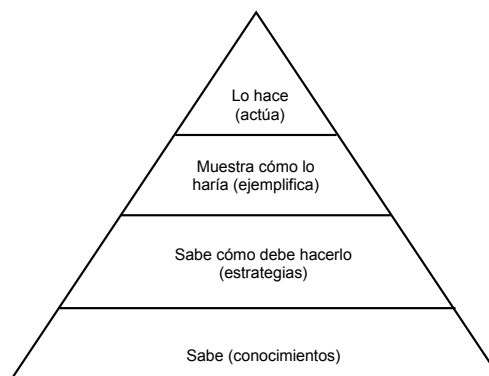 Lo hace
(actúa)
Muestra cómo lo
haría (ejemplifica)
Sabe cómo debe hacerlo
(estrategias)
Sabe (conocimientos)